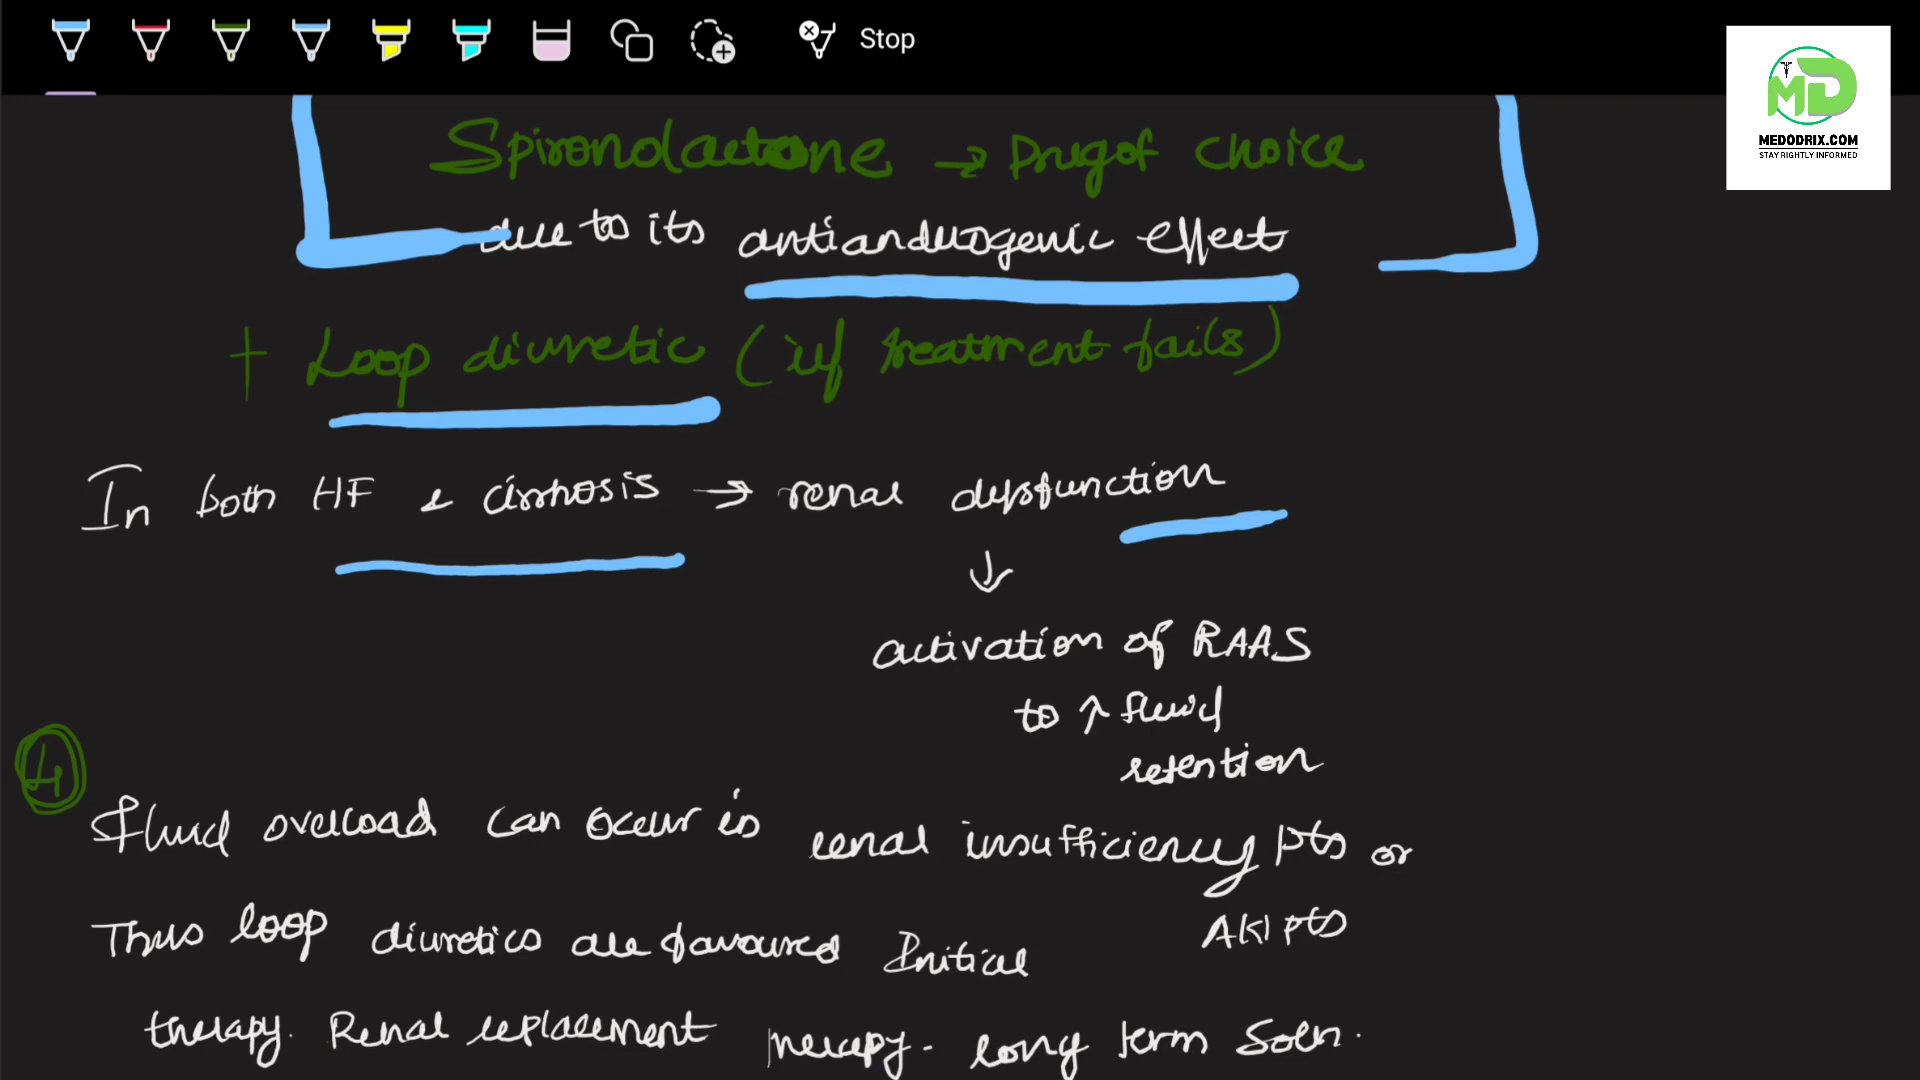 Stop
MD
MEDODRIX.COM
STAY RIGHTLY INFORMED
Spironolactone → Drug of choice
due to its antiandrogenic effect
+ Loop diuretic (if treatment fails)
In both HF & cirrhosis → renal dysfunction
↓
activation of RAAS
to ↑ fluid
retention
4
Fluid overload can occur in renal insufficiency pts or
AKI pts
Thus loop diuretics are favoured Initial
therapy. Renal replacement therapy - long term soln.